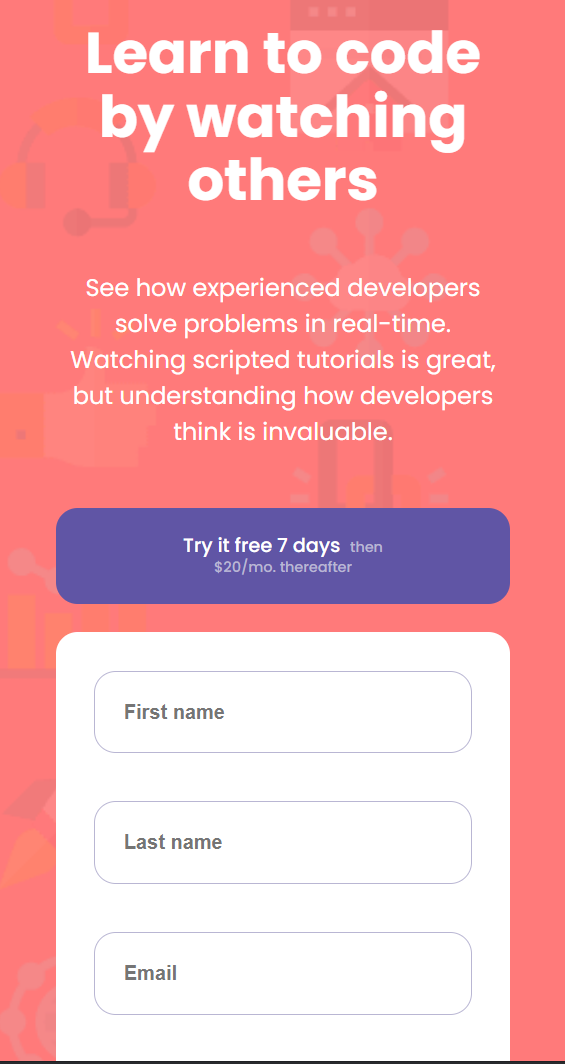 Learn to code
by watching
others
See how experienced developers
solve problems in real-time.
Watching scripted tutorials is great,
but understanding how developers
think is invaluable.
Try it free 7 days then
$20/mo. thereafter
First name
Last name
Email